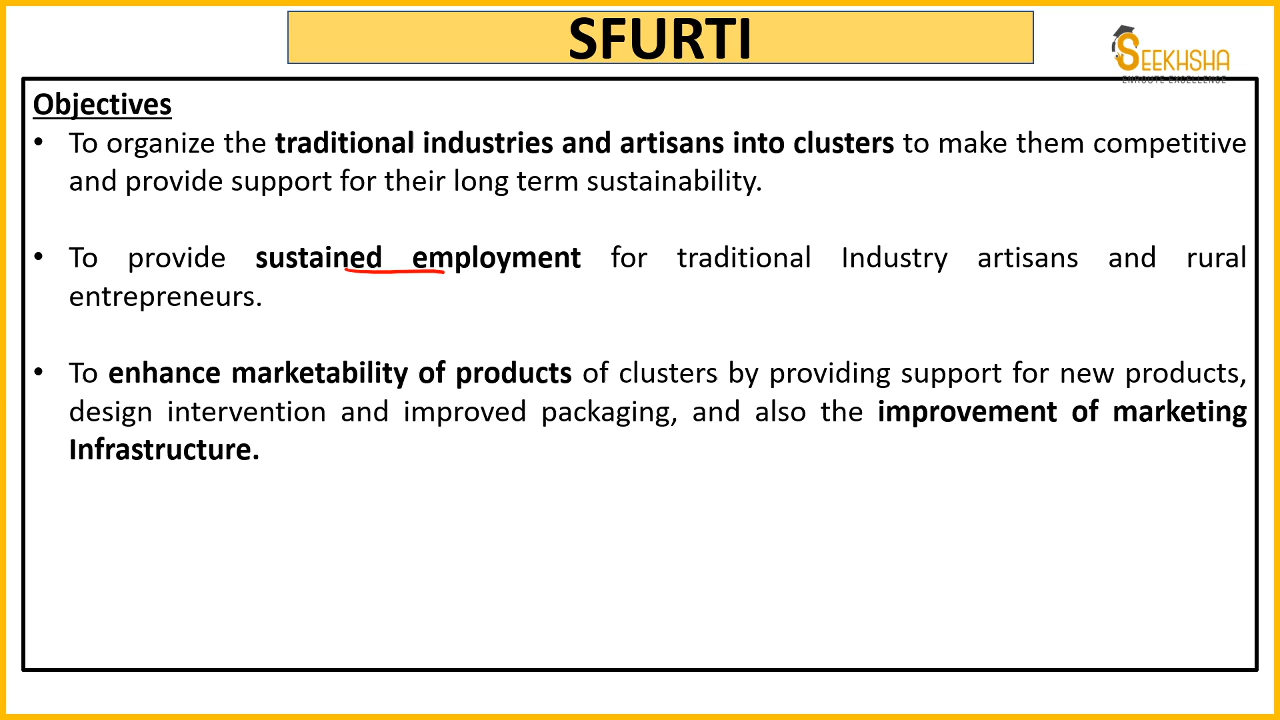 SFURTI
SEEKHSHA
ENROUTE EXCELLENCE
Objectives
• To organize the traditional industries and artisans into clusters to make them competitive
and provide support for their long term sustainability.
• To provide sustained employment for traditional Industry artisans and rural
entrepreneurs.
• To enhance marketability of products of clusters by providing support for new products,
design intervention and improved packaging, and also the improvement of marketing
Infrastructure.